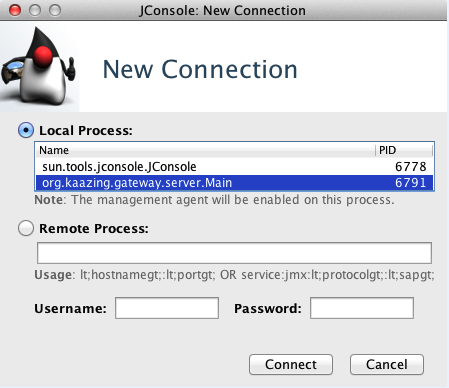 JConsole: New Connection
New Connection
Local Process:
Name PID
sun.tools.jconsole.JConsole 6778
org.kaazing.gateway.server.Main 6791
Note: The management agent will be enabled on this process.
Remote Process:
Usage: lt;hostnamegt;:lt;portgt; OR service:jmx:lt;protocolgt;:lt;sapgt;
Username: Password:
Connect Cancel